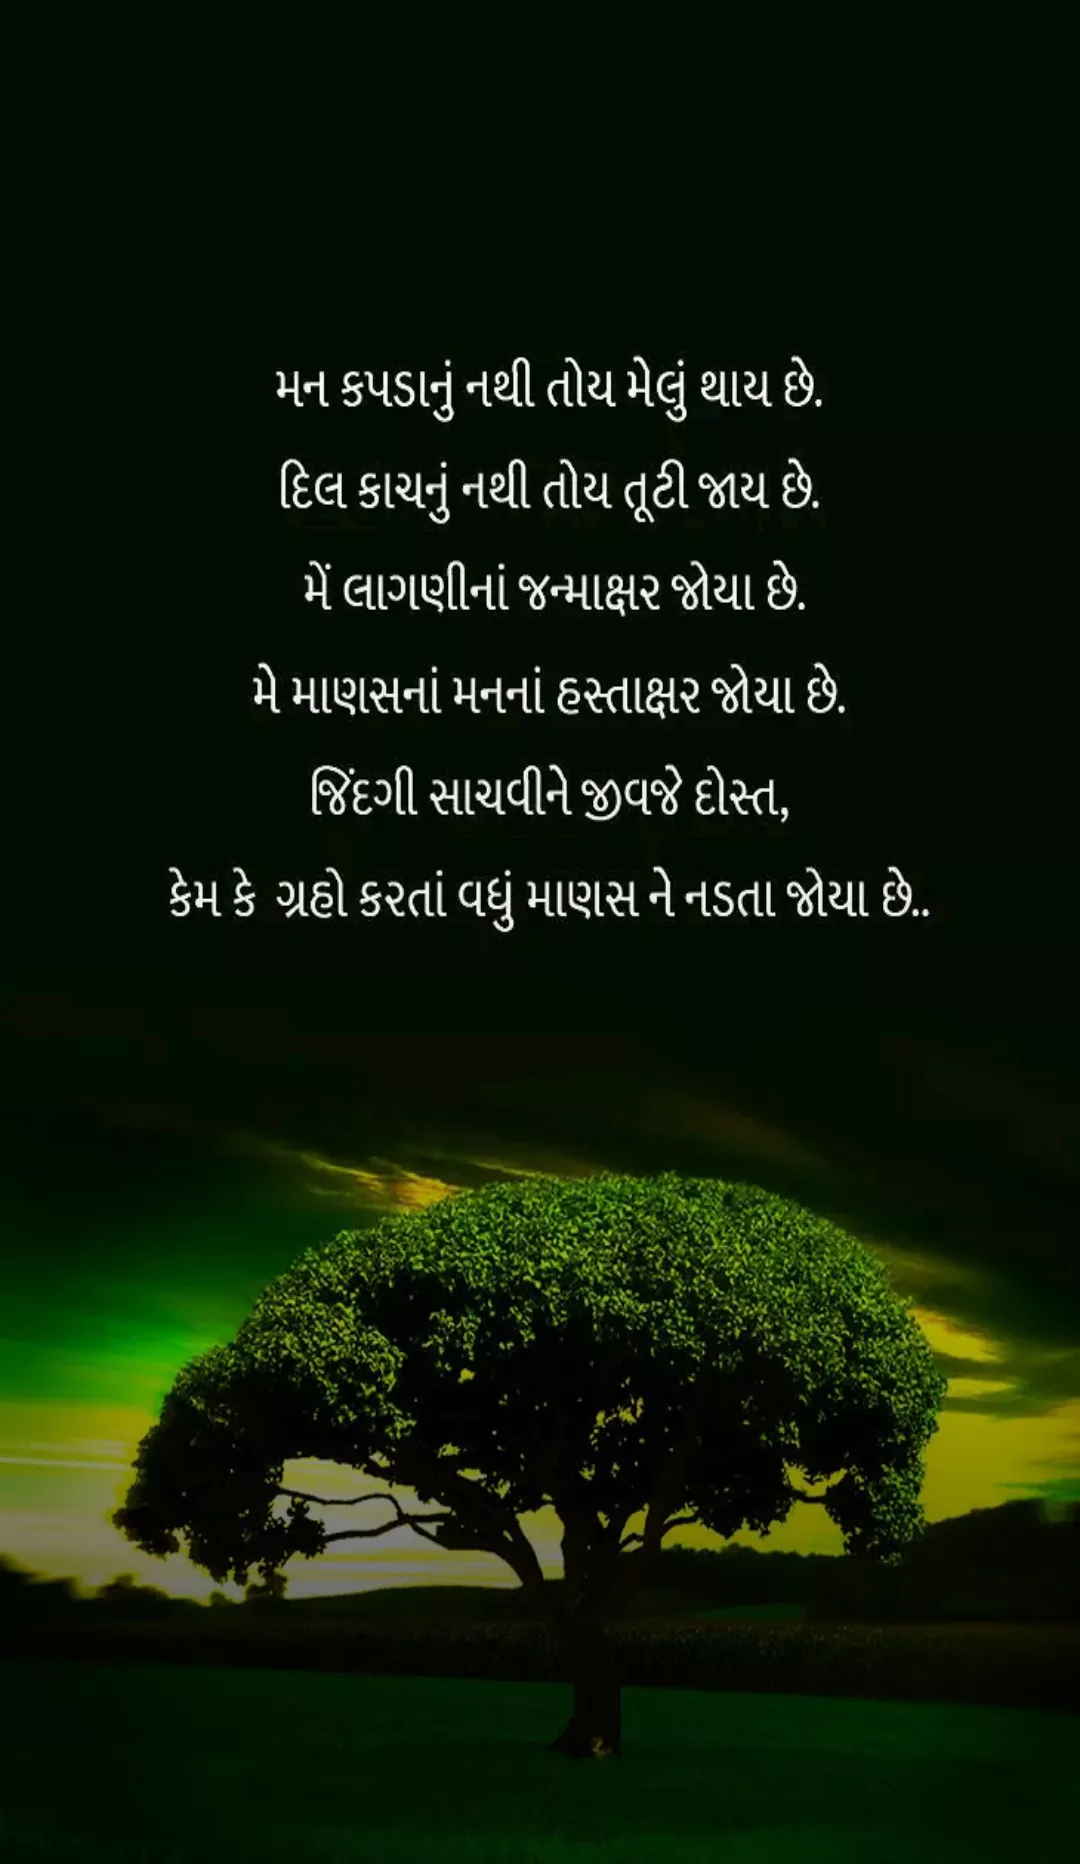 મન કપડાનું નથી તોય મેલું થાય છે.
દિલ કાચનું નથી તોય તૂટી જાય છે.
મેં લાગણીનાં જન્માક્ષર જોયા છે.
મે માણસનાં મનનાં હસ્તાક્ષર જોયા છે.
જિંદગી સાચવીને જીવજે દોસ્ત,
કેમ કે ગ્રહો કરતાં વધું માણસ ને નડતા જોયા છે..